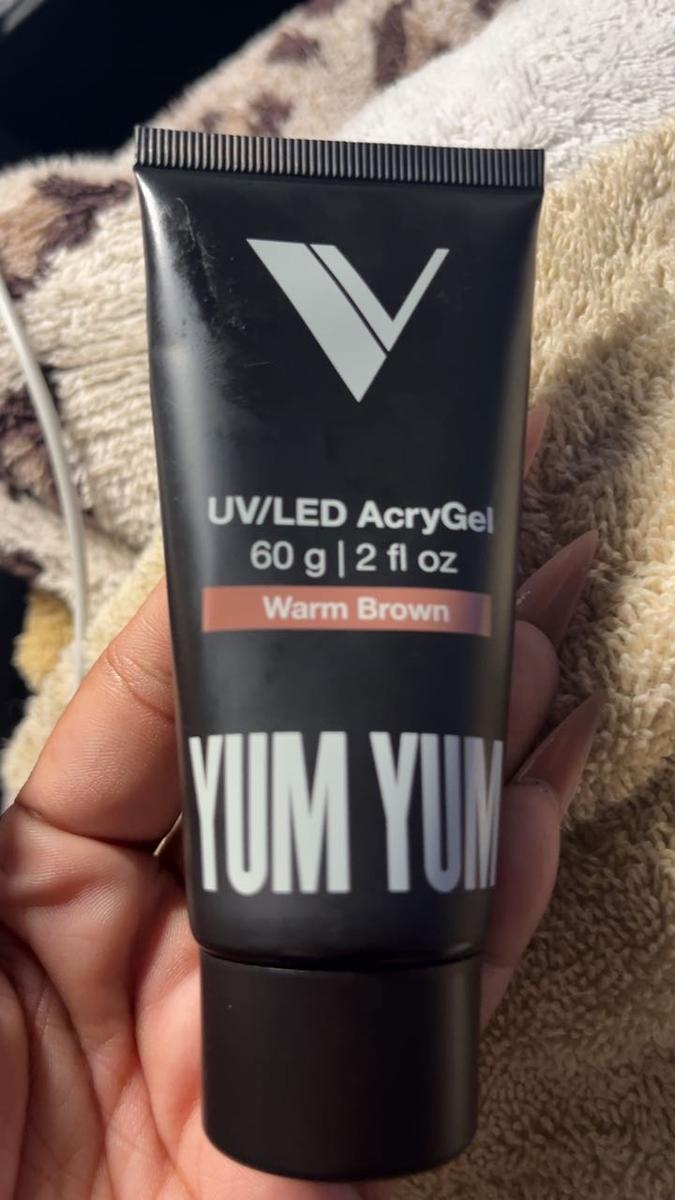 UV/LED AcryGel
60 g | 2 fl oz
Warm Brown
YUM YUM